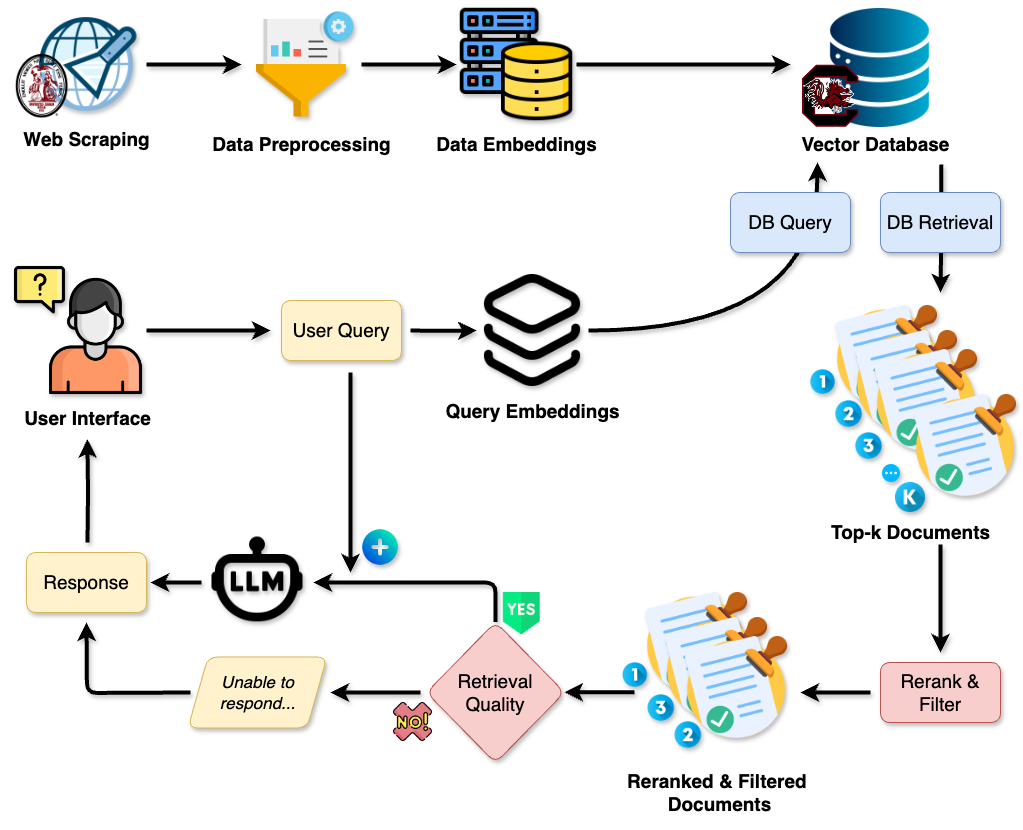 Web Scraping
Data Preprocessing
Data Embeddings
Vector Database
DB Query
DB Retrieval
?
User Interface
User Query
Query Embeddings
1
2
3
...
K
Top-k Documents
Rerank &
Filter
1
3
2
Reranked & Filtered
Documents
Retrieval
Quality
YES
NO!
+
LLM
Unable to
respond...
Response